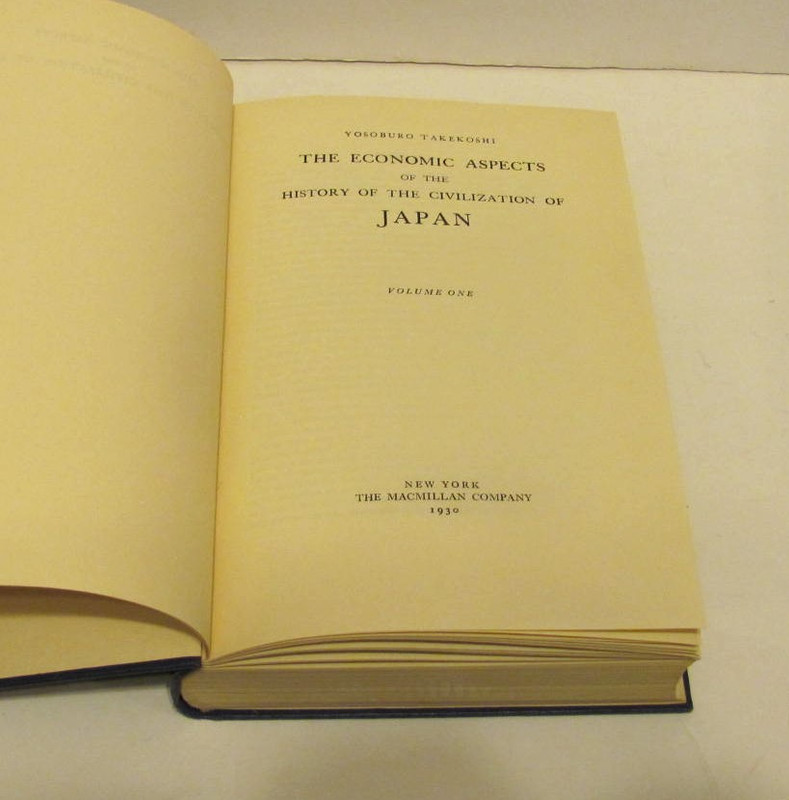 YOSOBURO TAKEKOSHI
THE ECONOMIC ASPECTS
OF THE
HISTORY OF THE CIVILIZATION OF
JAPAN
VOLUME ONE
NEW YORK
THE MACMILLAN COMPANY
1930